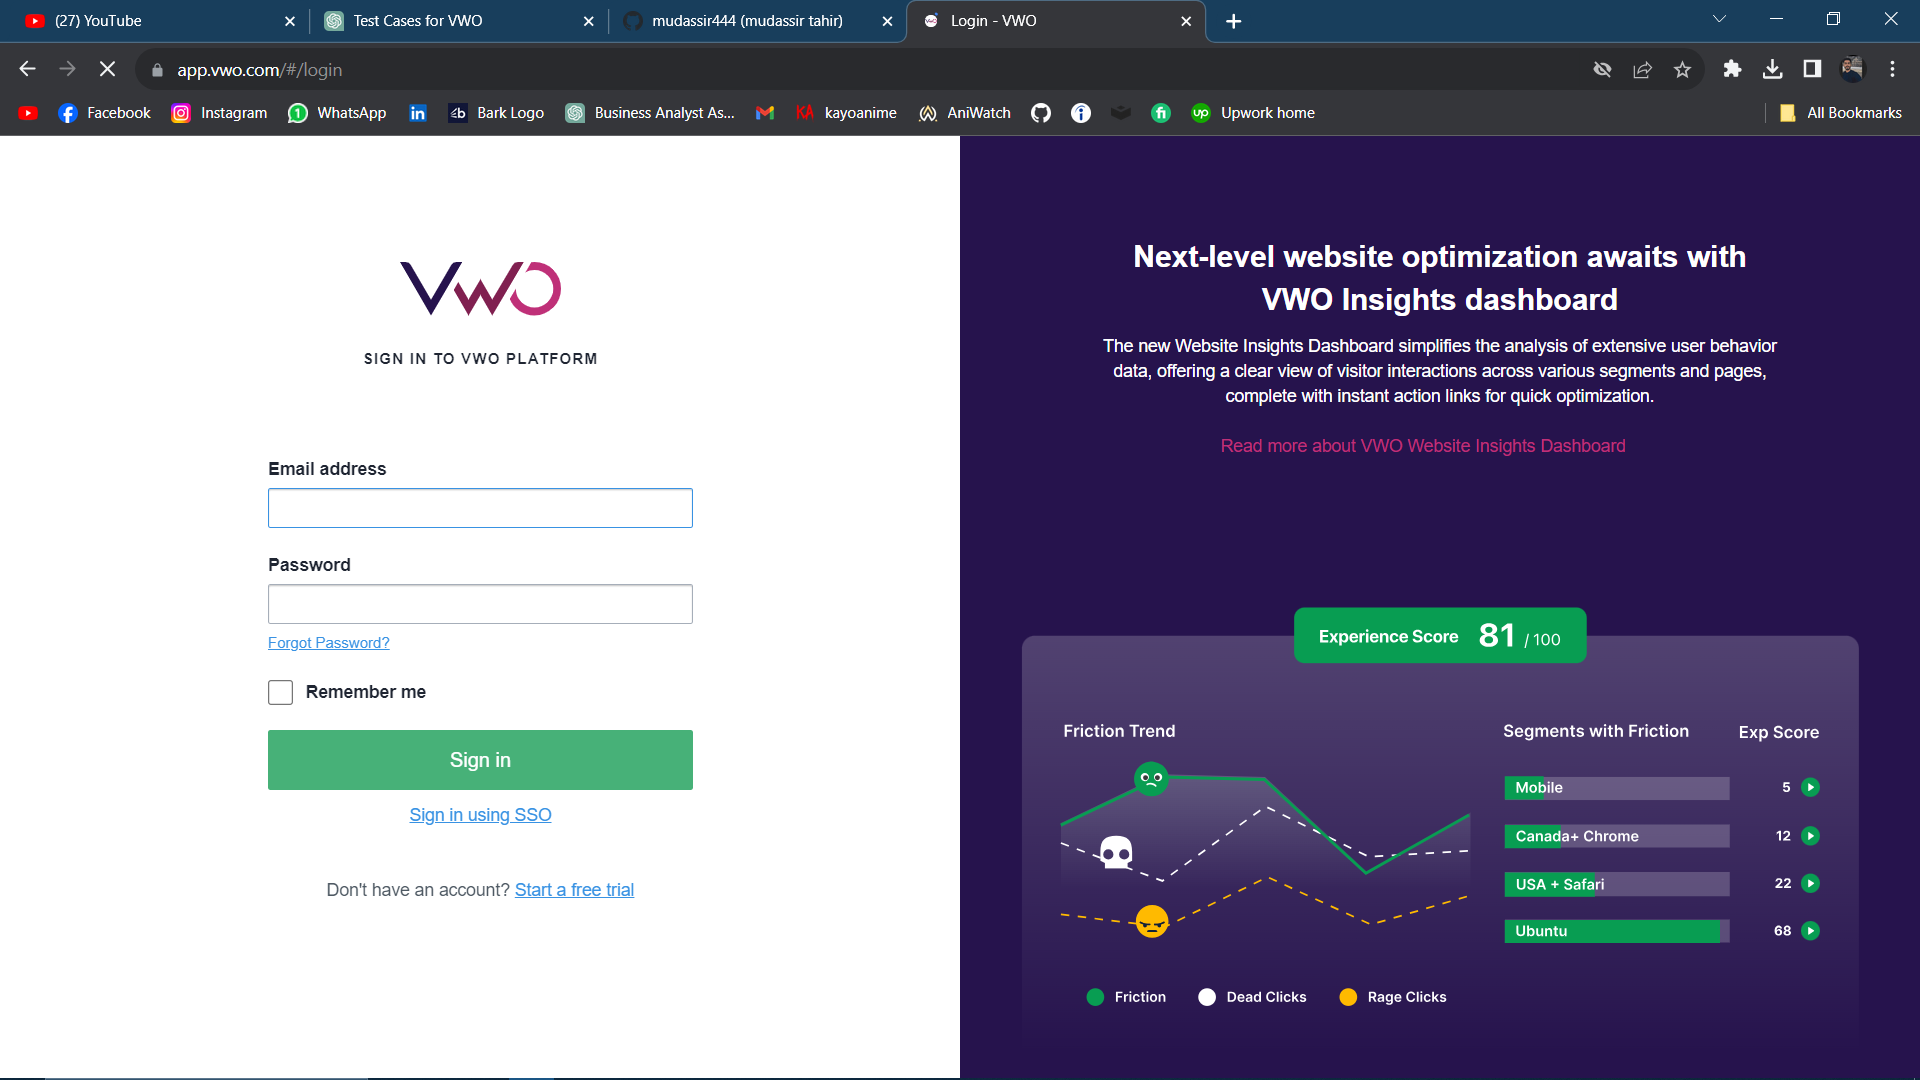 (27) YouTube
Test Cases for VWO
mudassir444 (mudassir tahir)
Login - VWO
app.vwo.com/#/login
Facebook
Instagram
1
WhatsApp
in
b
Bark Logo
Business Analyst As...
KA
kayoanime
AniWatch
fi
up
Upwork home
All Bookmarks
VWO
SIGN IN TO VWO PLATFORM
Email address
Password
Forgot Password?
Remember me
Sign in
Sign in using SSO
Don't have an account? Start a free trial
Next-level website optimization awaits with
VWO Insights dashboard
The new Website Insights Dashboard simplifies the analysis of extensive user behavior
data, offering a clear view of visitor interactions across various segments and pages,
complete with instant action links for quick optimization.
Read more about VWO Website Insights Dashboard
Experience Score 81 / 100
Friction Trend
Segments with Friction Exp Score
Mobile 5
Canada+ Chrome 12
USA + Safari 22
Ubuntu 68
Friction Dead Clicks Rage Clicks